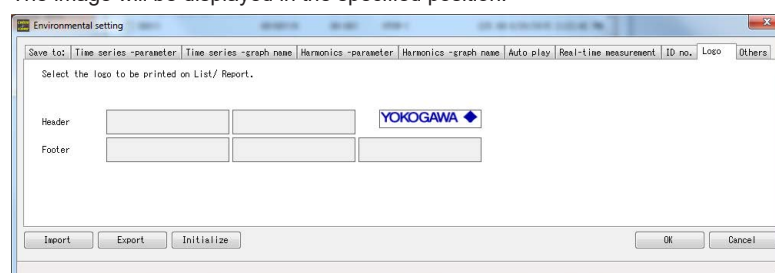 The image will be displayed in the specified position.
Environmental setting
Save to: Time series -parameter Time series -graph name Harmonics -parameter Harmonics -graph name Auto play Real-time measurement ID no. Logo Others
Select the logo to be printed on List/ Report.
Header YOKOGAWA
Footer
Import Export Initialize OK Cancel